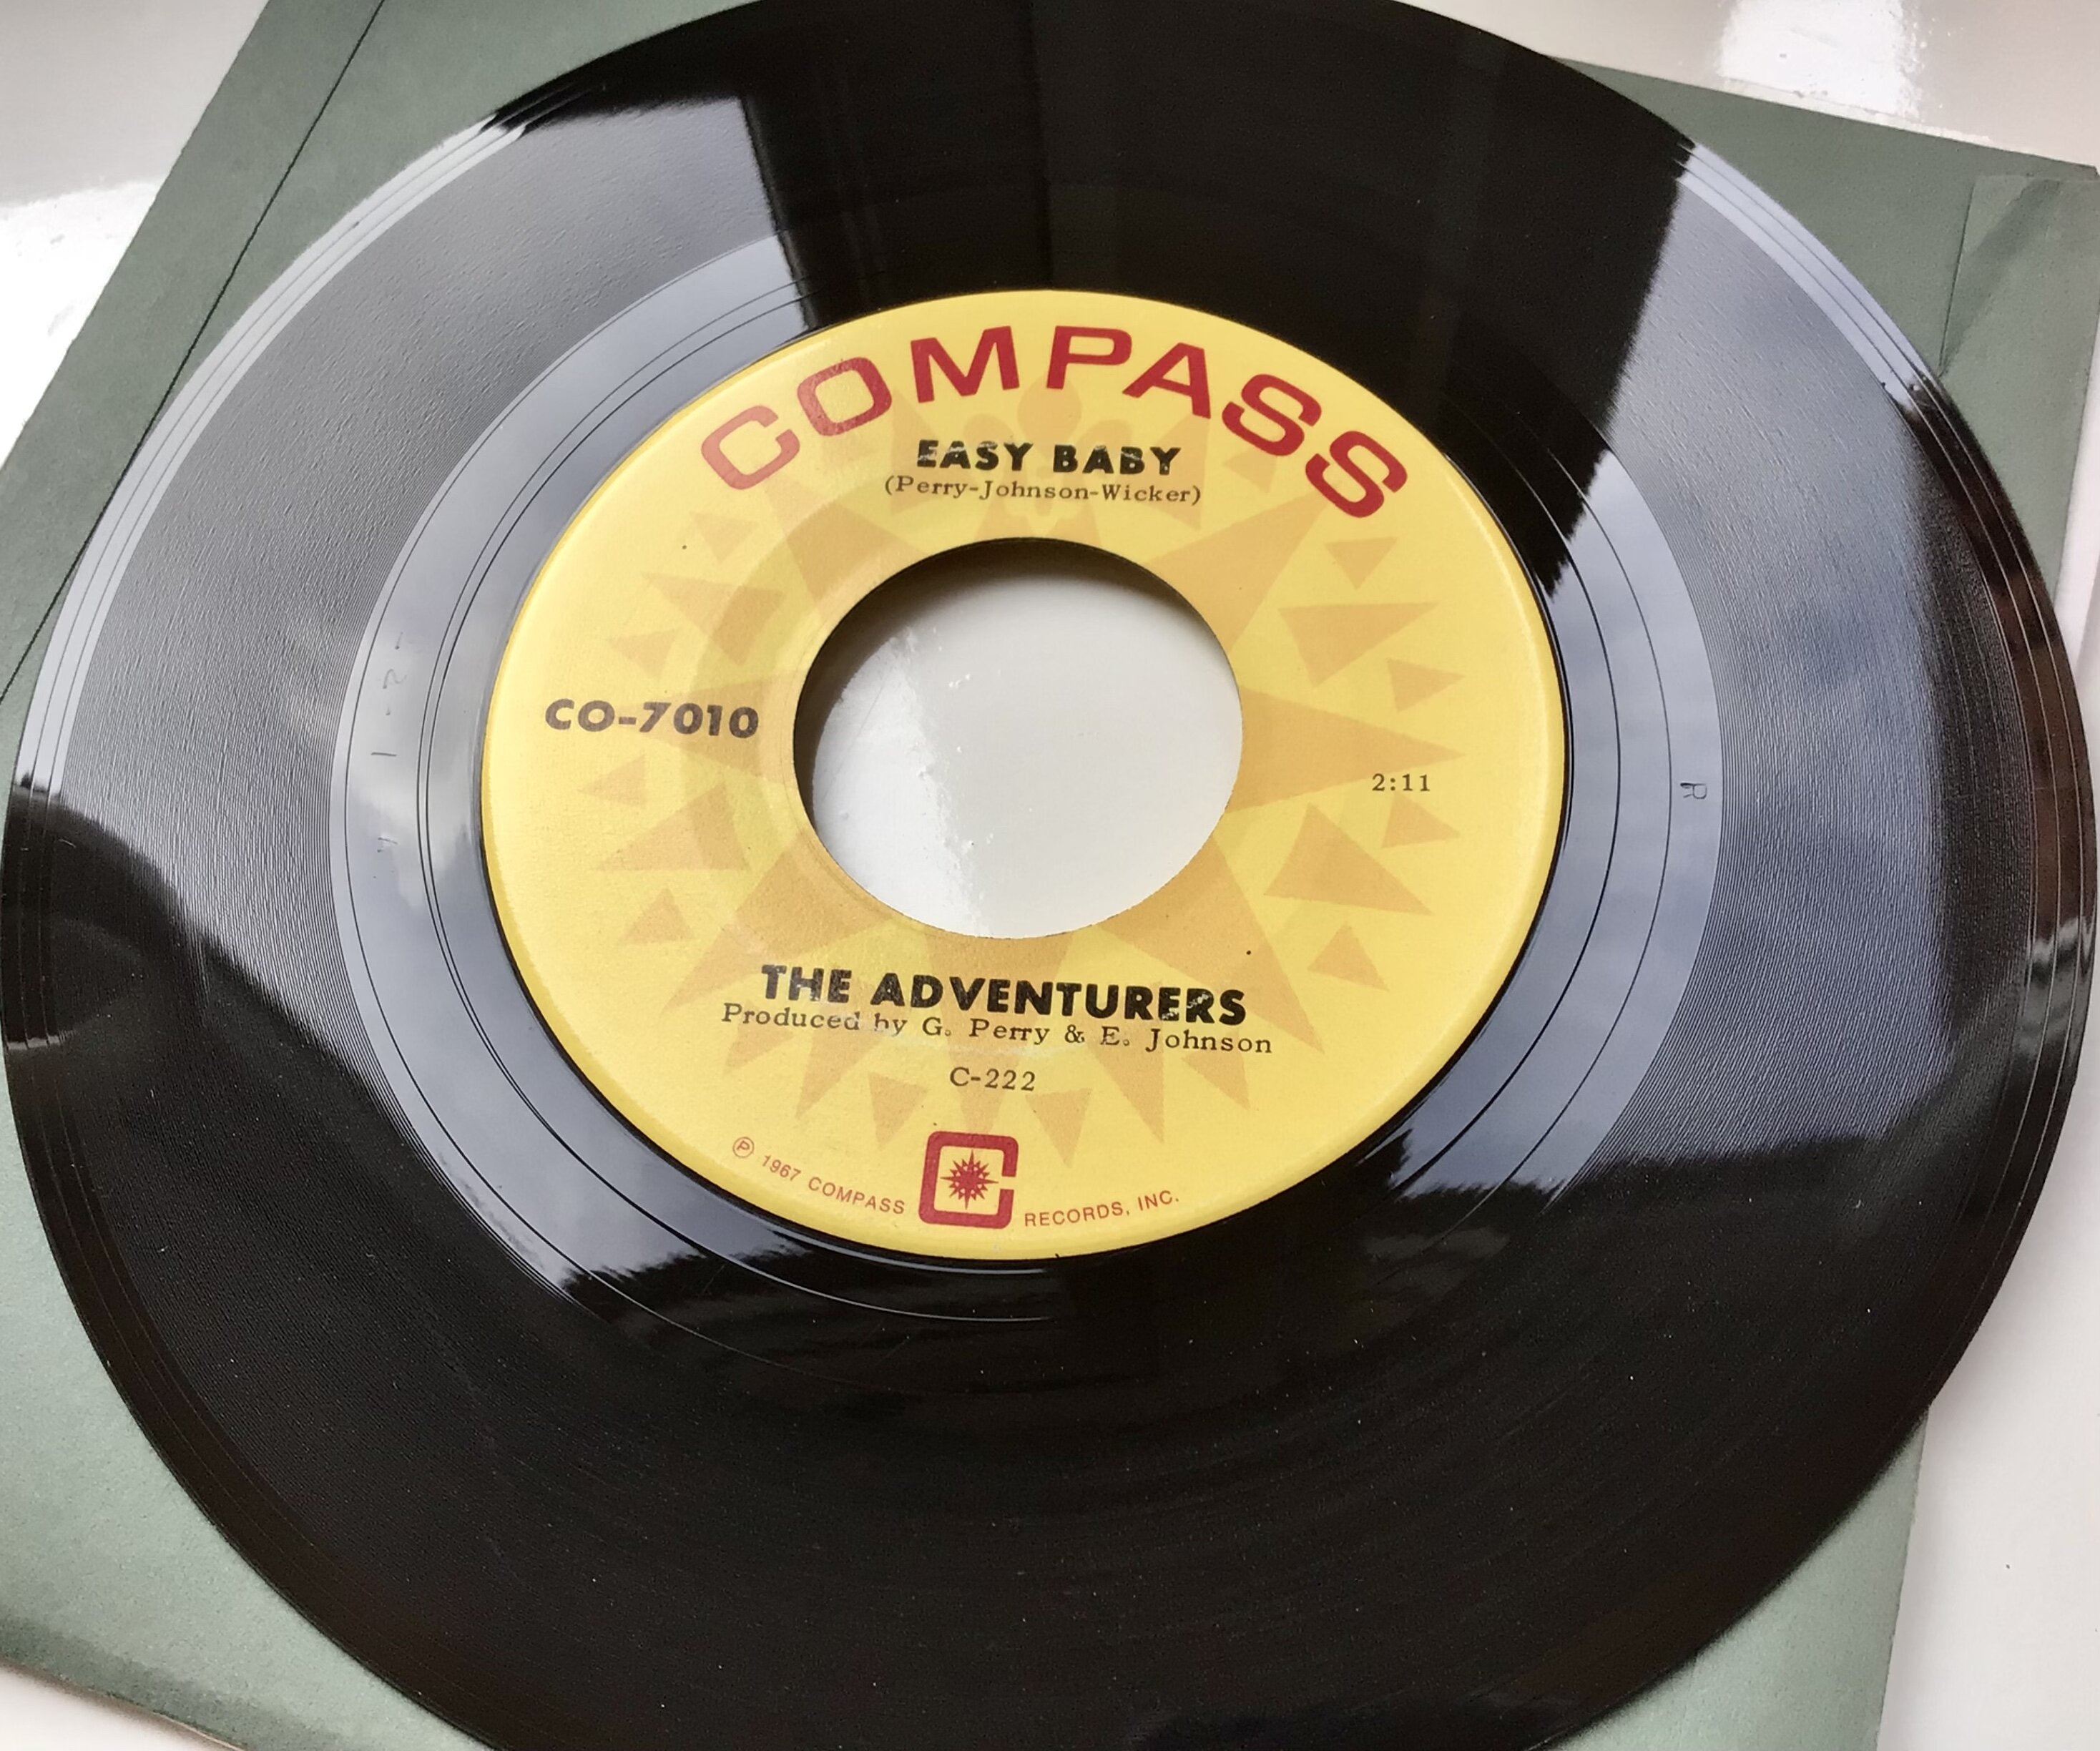 COMPASS
EASY BABY
(Perry-Johnson-Wicker)
CO-7010
2:11
THE ADVENTURERS
Produced by G. Perry & E. Johnson
C-222
℗ 1967 COMPASS RECORDS, INC.
R